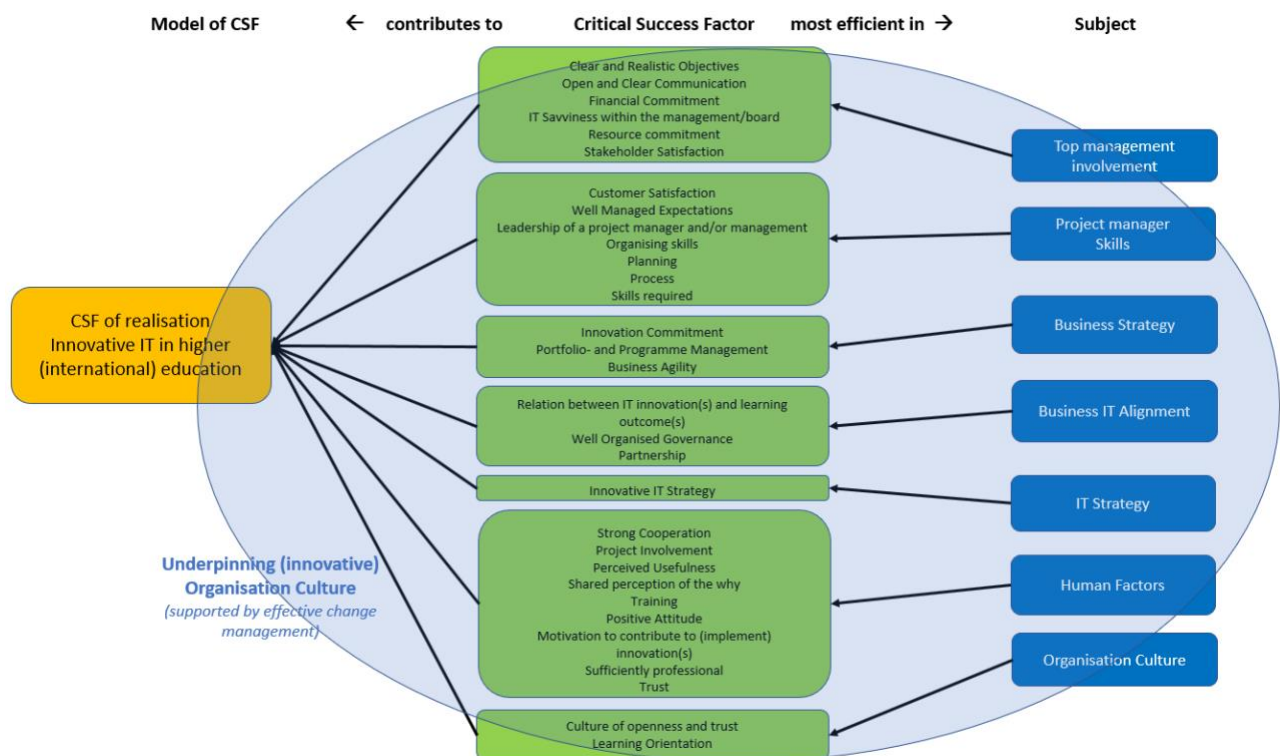 Model of CSF ← contributes to Critical Success Factor most efficient in → Subject
Clear and Realistic Objectives
Open and Clear Communication
Financial Commitment
IT Savviness within the management/board
Resource commitment
Stakeholder Satisfaction
Top management
involvement
Customer Satisfaction
Well Managed Expectations
Leadership of a project manager and/or management
Organising skills
Planning
Process
Skills required
Project manager
Skills
CSF of realisation
Innovative IT in higher
(international) education
Innovation Commitment
Portfolio- and Programme Management
Business Agility
Business Strategy
Relation between IT innovation(s) and learning
outcome(s)
Well Organised Governance
Partnership
Business IT Alignment
Innovative IT Strategy
IT Strategy
Underpinning (innovative)
Organisation Culture
(supported by effective change
management)
Strong Cooperation
Project Involvement
Perceived Usefulness
Shared perception of the why
Training
Positive Attitude
Motivation to contribute to (implement)
innovation(s)
Sufficiently professional
Trust
Human Factors
Organisation Culture
Culture of openness and trust
Learning Orientation